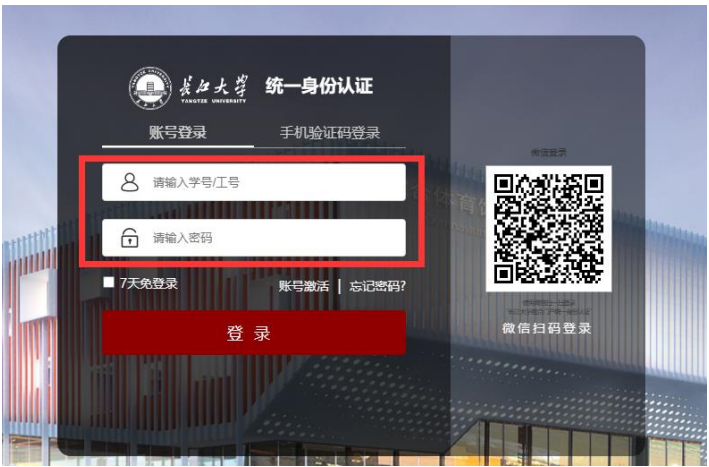 长江大学 统一身份认证
YANGTZE UNIVERSITY
账号登录 手机验证码登录
微信登录
请输入学号/工号
请输入密码
7天免登录 账号激活 | 忘记密码?
登 录
微信扫码登录